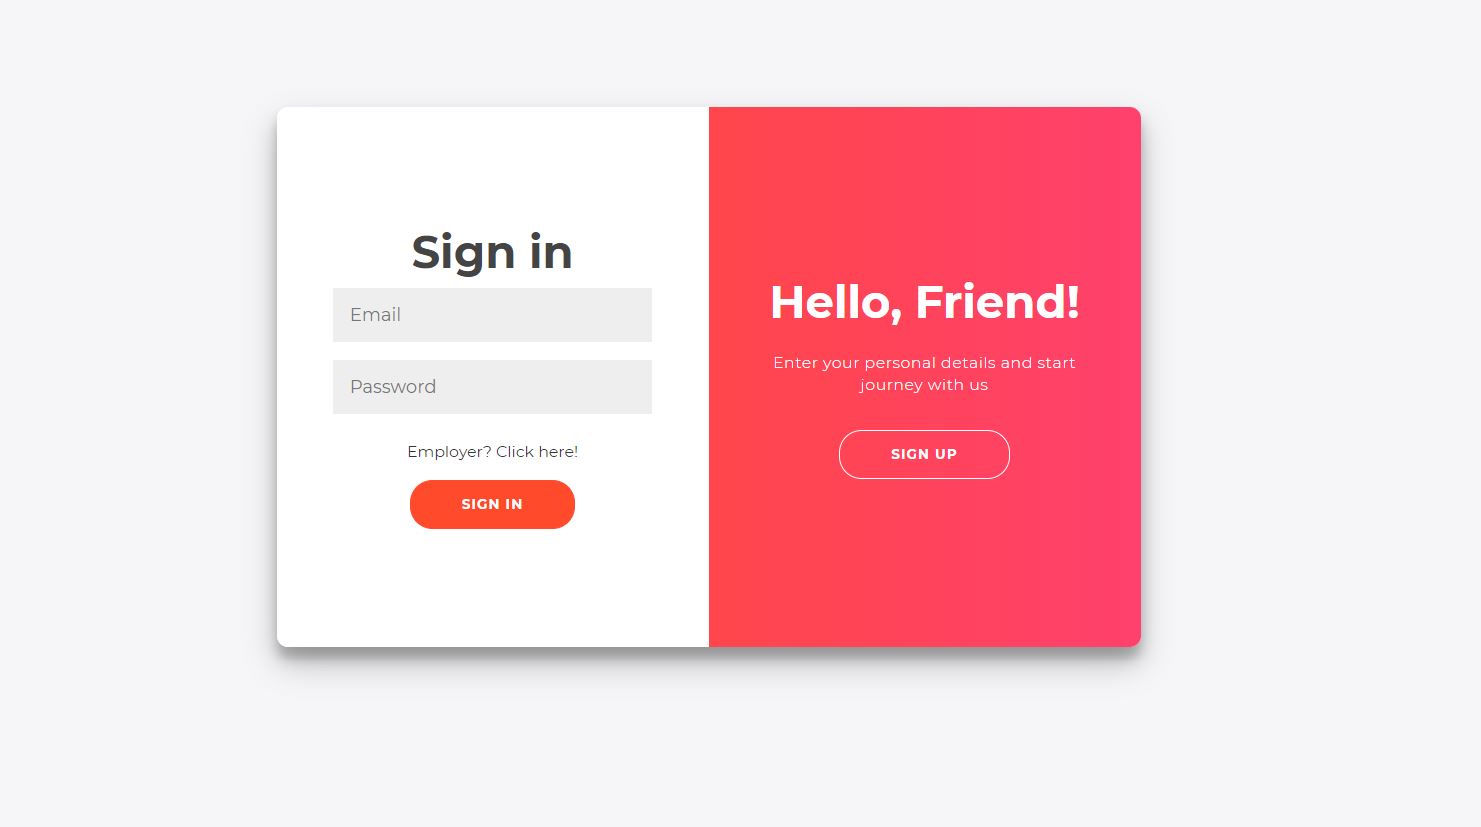 Sign in
Email
Password
Employer? Click here!
SIGN IN
Hello, Friend!
Enter your personal details and start
journey with us
SIGN UP